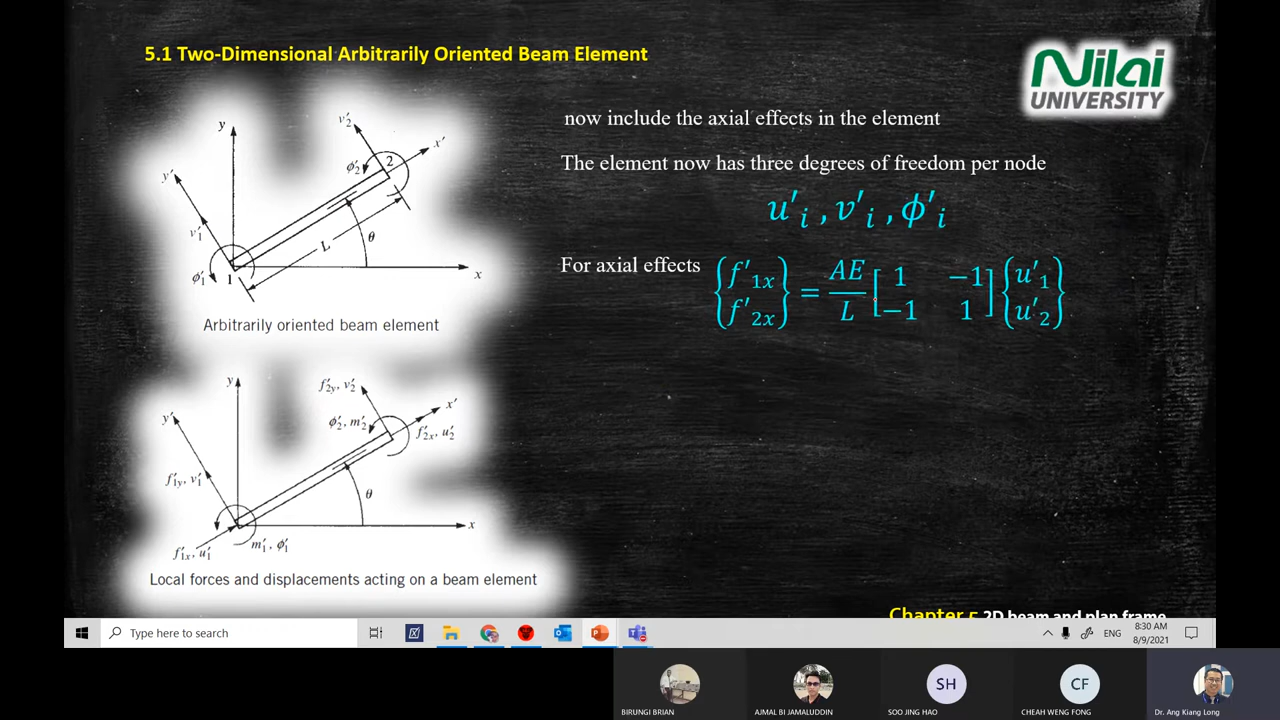 5.1 Two-Dimensional Arbitrarily Oriented Beam Element
Nilai
UNIVERSITY
now include the axial effects in the element
The element now has three degrees of freedom per node
u'i , v'i , ϕ'i
For axial effects
{f'1x f'2x} = AE/L [1 −1 −1 1] {u'1 u'2}
y
v′2
x′
ϕ′2
2
y′
v′1
L
θ
ϕ′1
1
x
Arbitrarily oriented beam element
y
f′2y, v′2
x′
y′
ϕ′2, m′2
f′2x, u′2
f′1y, v′1
θ
x
f′1x, u′1
m′1, ϕ′1
Local forces and displacements acting on a beam element
Chapter 5 2D beam and plan frame
Type here to search
ENG
8:30 AM
8/9/2021
SH
CF
BIRUNGI BRIAN
AJMAL BI JAMALUDDIN
SOO JING HAO
CHEAH WENG FONG
Dr. Ang Kiang Long